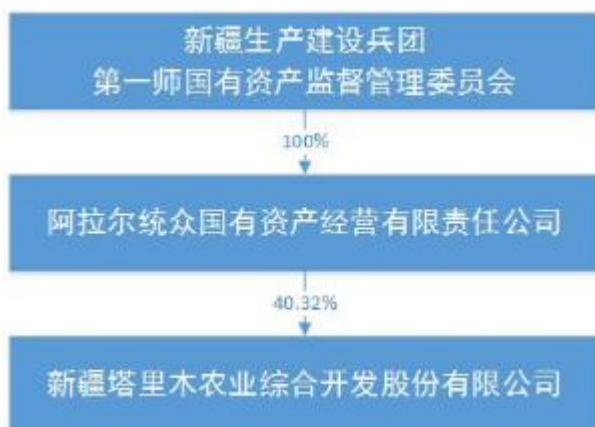 新疆生产建设兵团
第一师国有资产监督管理委员会
100%
阿拉尔统众国有资产经营有限责任公司
40.32%
新疆塔里木农业综合开发股份有限公司